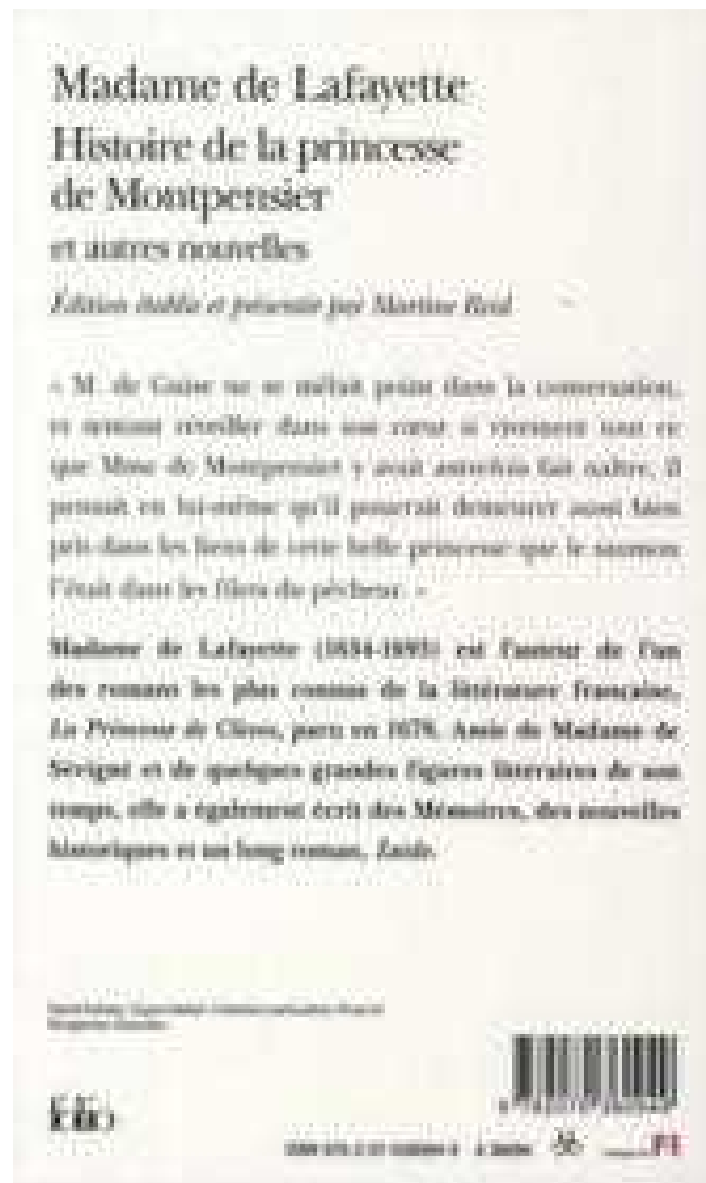 Madame de Lafayette
Histoire de la princesse
de Montpensier
et autres nouvelles
Édition établie et présentée par Martine Reid
« M. de Guise ne se mêlait point dans la conversation,
et sentant réveiller dans son cœur si vivement tout ce
que Mme de Montpensier y avait autrefois fait naître, il
pensait en lui-même qu'il pourrait demeurer aussi bien
pris dans les liens de cette belle princesse que le saumon
l'était dans les filets du pêcheur. »
Madame de Lafayette (1634-1693) est l'auteur de l'un
des romans les plus connus de la littérature française,
La Princesse de Clèves, paru en 1678. Amie de Madame de
Sévigné et de quelques grandes figures littéraires de son
temps, elle a également écrit des Mémoires, des nouvelles
historiques et un long roman, Zaïde.
folio
ISBN